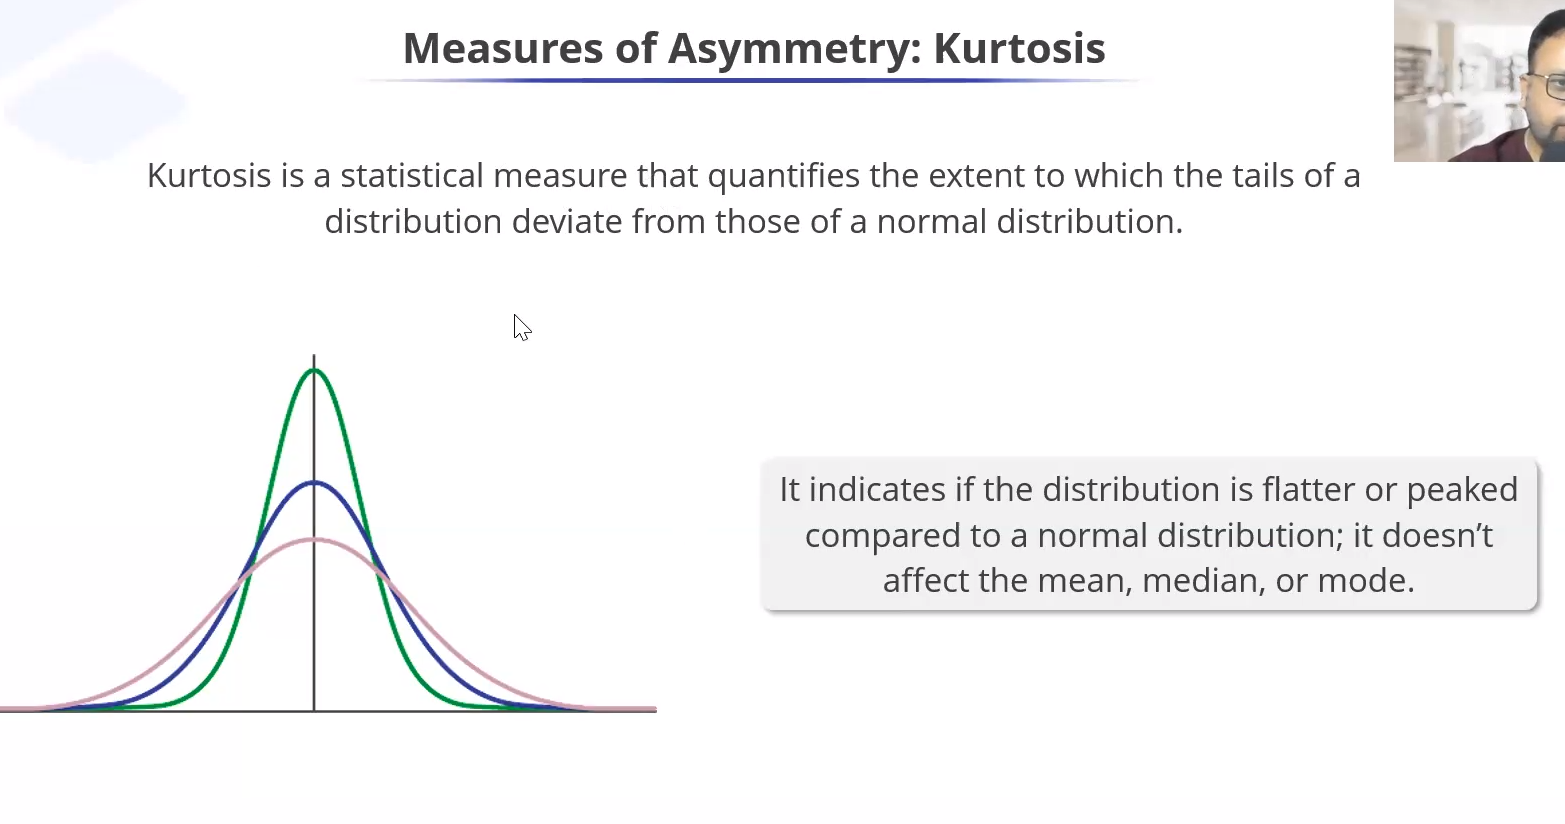 Measures of Asymmetry: Kurtosis
Kurtosis is a statistical measure that quantifies the extent to which the tails of a
distribution deviate from those of a normal distribution.
It indicates if the distribution is flatter or peaked
compared to a normal distribution; it doesn’t
affect the mean, median, or mode.